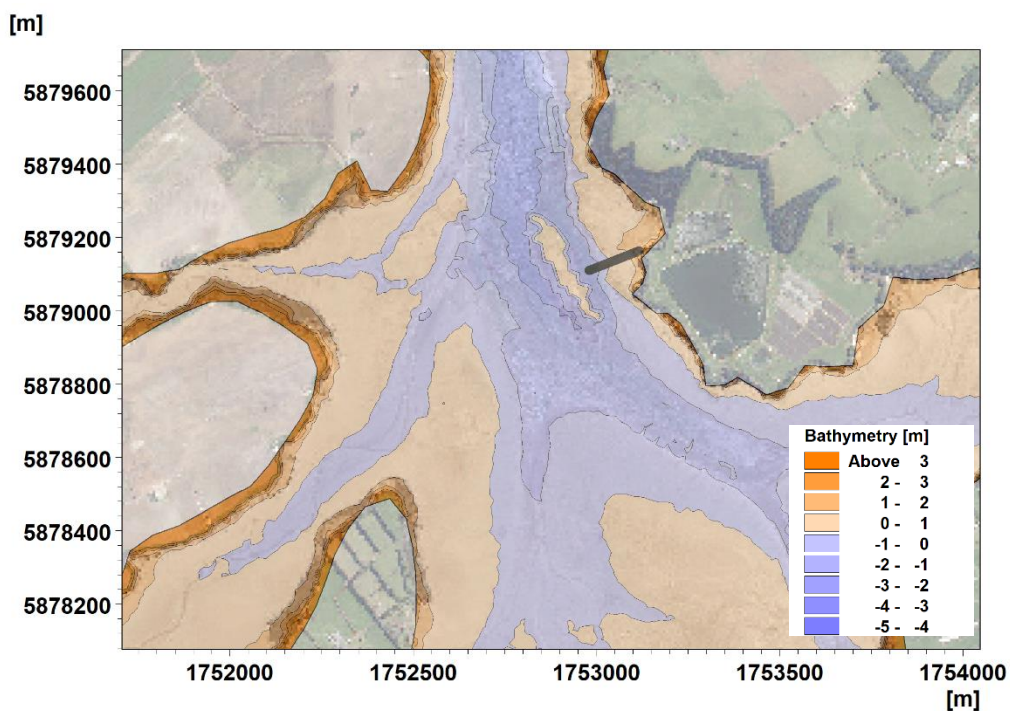 [m]
5879600
5879400
5879200
5879000
5878800
5878600
5878400
5878200
Bathymetry [m]
Above 3
2 - 3
1 - 2
0 - 1
-1 - 0
-2 - -1
-3 - -2
-4 - -3
-5 - -4
1752000 1752500 1753000 1753500 1754000
[m]